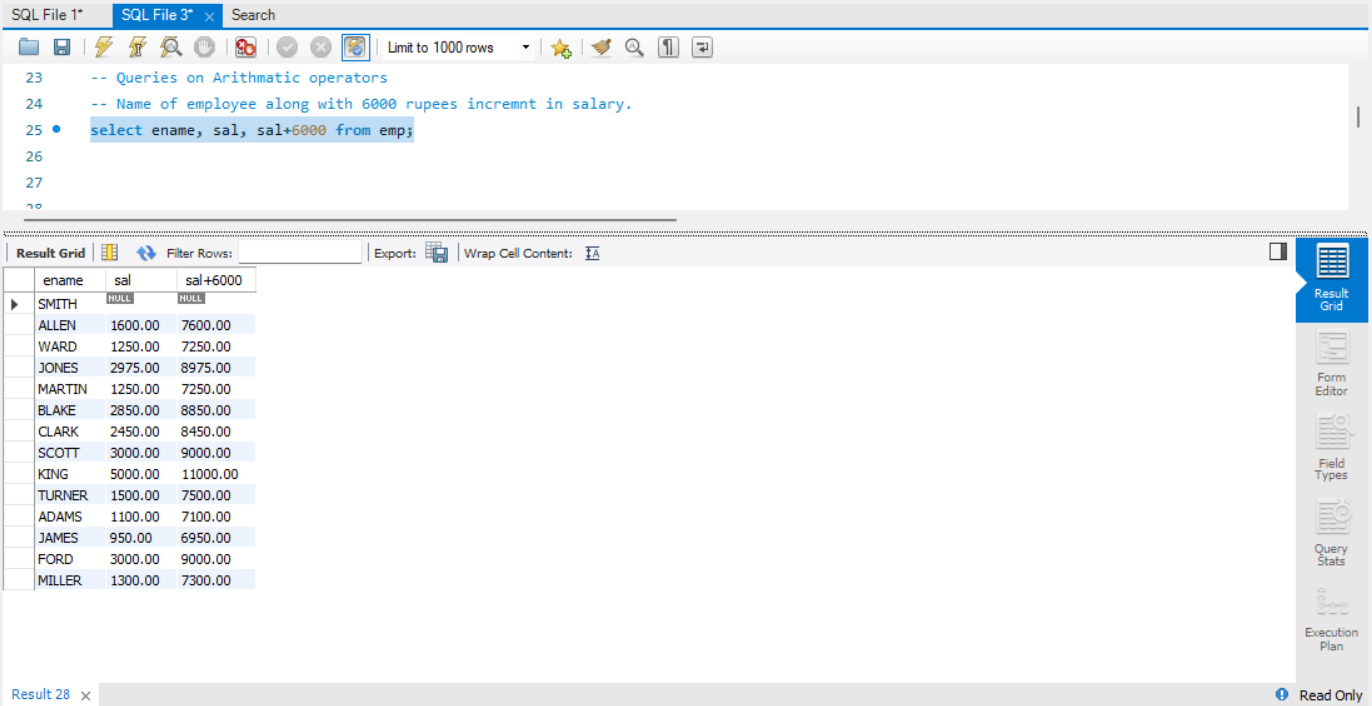 SQL File 1* SQL File 3* × Search
Limit to 1000 rows
23 -- Queries on Arithmatic operators
24 -- Name of employee along with 6000 rupees incremnt in salary.
25 select ename, sal, sal+6000 from emp;
26
27
28
Result Grid Filter Rows: Export: Wrap Cell Content:
ename sal sal+6000
SMITH NULL NULL
ALLEN 1600.00 7600.00
WARD 1250.00 7250.00
JONES 2975.00 8975.00
MARTIN 1250.00 7250.00
BLAKE 2850.00 8850.00
CLARK 2450.00 8450.00
SCOTT 3000.00 9000.00
KING 5000.00 11000.00
TURNER 1500.00 7500.00
ADAMS 1100.00 7100.00
JAMES 950.00 6950.00
FORD 3000.00 9000.00
MILLER 1300.00 7300.00
Result
Grid
Form
Editor
Field
Types
Query
Stats
Execution
Plan
Result 28 × Read Only